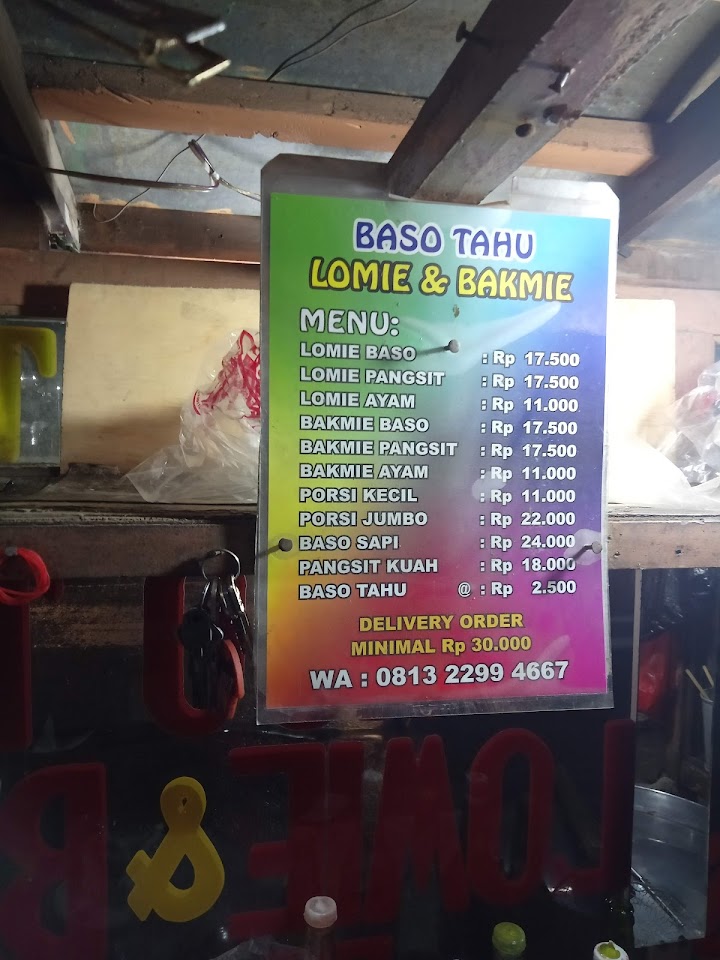 BASO TAHU
LOMIE & BAKMIE
MENU:
LOMIE BASO : Rp 17.500
LOMIE PANGSIT : Rp 17.500
LOMIE AYAM : Rp 11.000
BAKMIE BASO : Rp 17.500
BAKMIE PANGSIT : Rp 17.500
BAKMIE AYAM : Rp 11.000
PORSI KECIL : Rp 11.000
PORSI JUMBO : Rp 22.000
BASO SAPI : Rp 24.000
PANGSIT KUAH : Rp 18.000
BASO TAHU @ : Rp 2.500
DELIVERY ORDER
MINIMAL Rp 30.000
WA : 0813 2299 4667
LOMIE & B